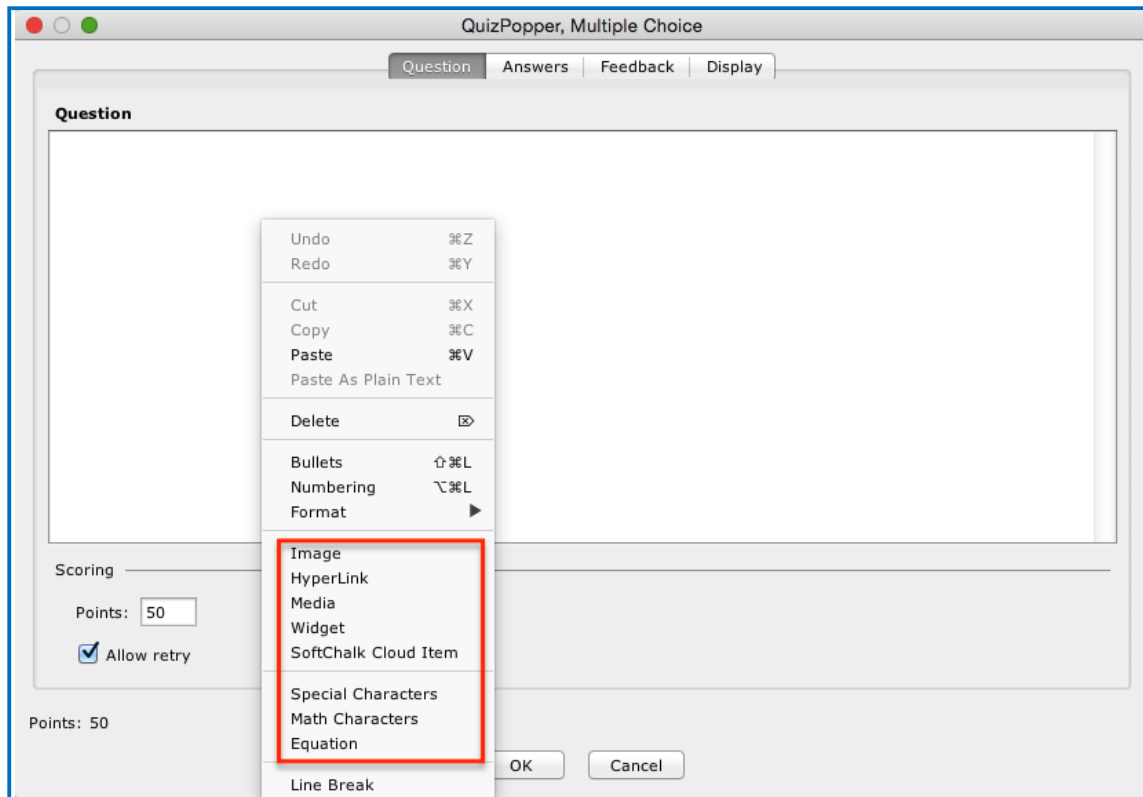 QuizPopper, Multiple Choice
Question Answers Feedback Display
Question
Undo ⌘Z
Redo ⌘Y
Cut ⌘X
Copy ⌘C
Paste ⌘V
Paste As Plain Text
Delete ⌦
Bullets ⇧⌘L
Numbering ⌥⌘L
Format ▶
Image
HyperLink
Media
Widget
SoftChalk Cloud Item
Special Characters
Math Characters
Equation
Line Break
Scoring
Points: 50
Allow retry
Points: 50
OK Cancel